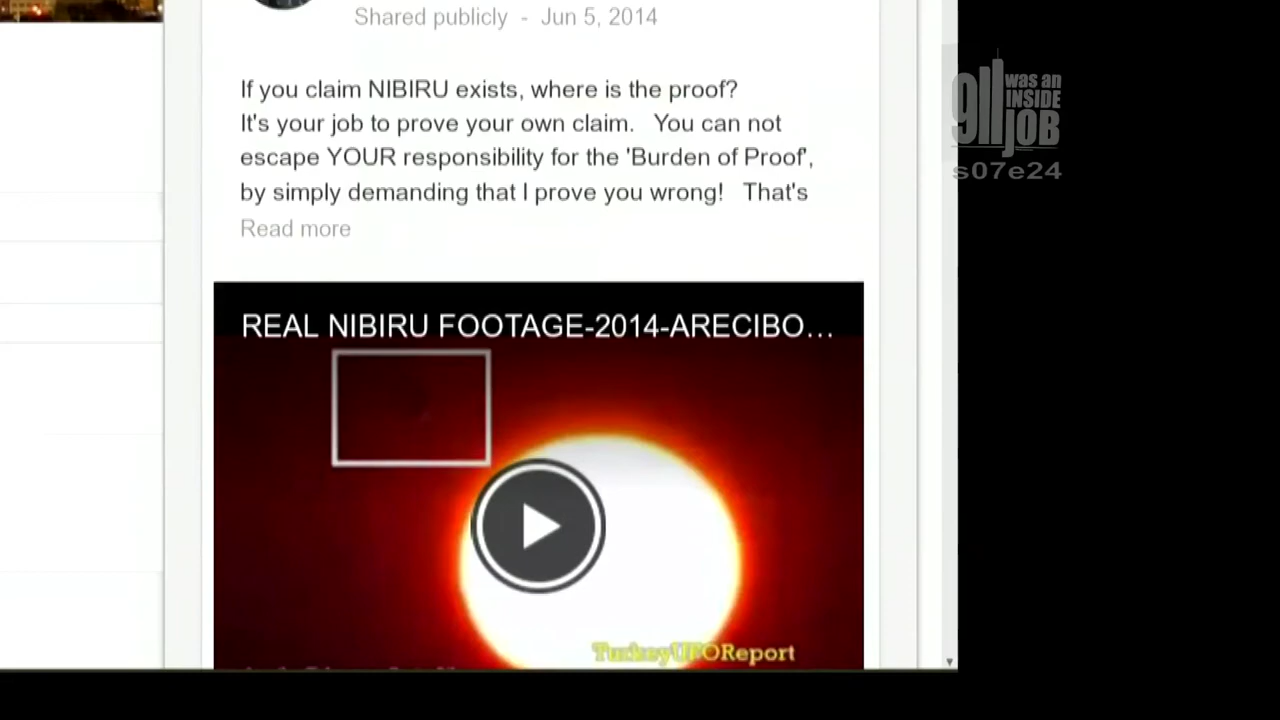 Shared publicly - Jun 5, 2014
If you claim NIBIRU exists, where is the proof?
It's your job to prove your own claim. You can not
escape YOUR responsibility for the 'Burden of Proof',
by simply demanding that I prove you wrong! That's
Read more
REAL NIBIRU FOOTAGE-2014-ARECIBO...
TurkeyUFOReport
911 was an
INSIDE
JOB
s07e24